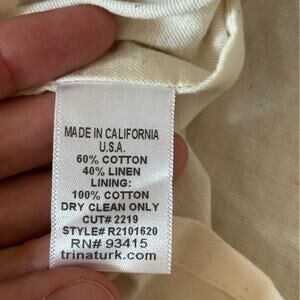 MADE IN CALIFORNIA
U.S.A.
60% COTTON
40% LINEN
LINING:
100% COTTON
DRY CLEAN ONLY
CUT# 2219
STYLE# R2101620
RN# 93415
trinaturk.com